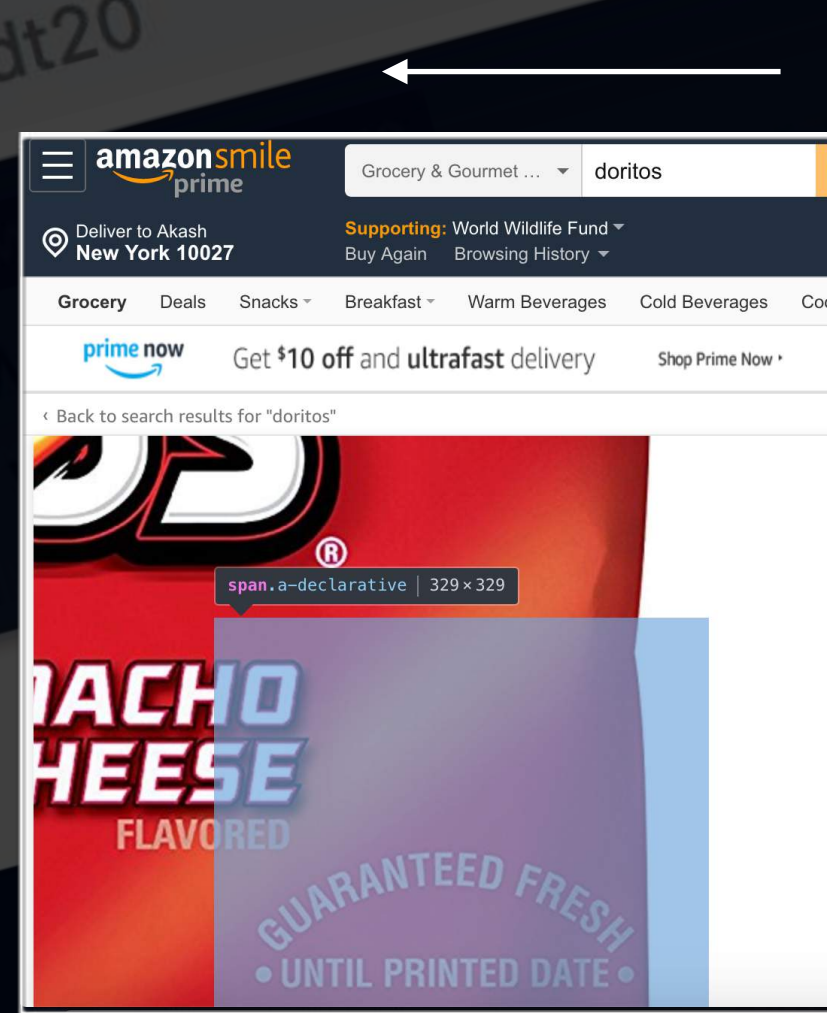 dt20
amazonsmile
prime
Grocery & Gourmet ...
doritos
Deliver to Akash
New York 10027
Supporting: World Wildlife Fund
Buy Again Browsing History
Grocery Deals Snacks Breakfast Warm Beverages Cold Beverages Coo
prime now Get $10 off and ultrafast delivery Shop Prime Now
‹ Back to search results for "doritos"
®
span.a-declarative | 329 × 329
NACHO
HEESE
FLAVORED
GUARANTEED FRESH
• UNTIL PRINTED DATE •